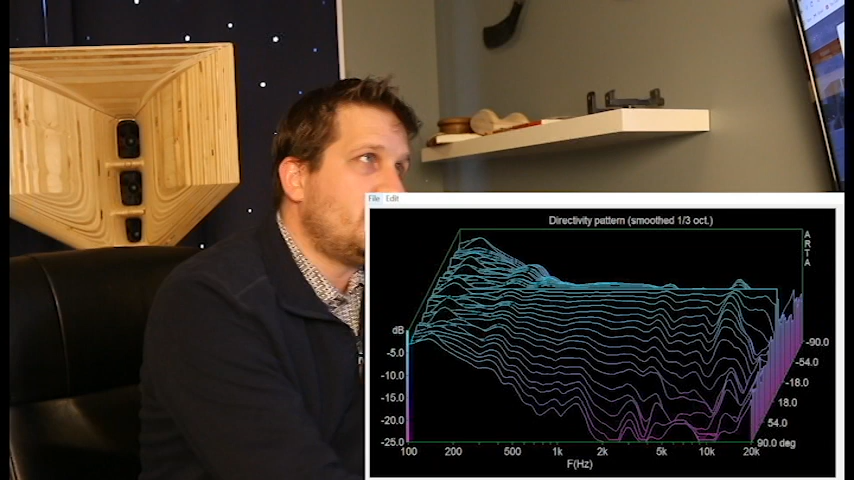 File Edit
Directivity pattern (smoothed 1/3 oct.)
A
R
T
A
dB
-5.0
-10.0
-15.0
-20.0
-25.0
-90.0
-54.0
-18.0
18.0
54.0
90.0 deg
100 200 500 1k 2k 5k 10k 20k
F(Hz)